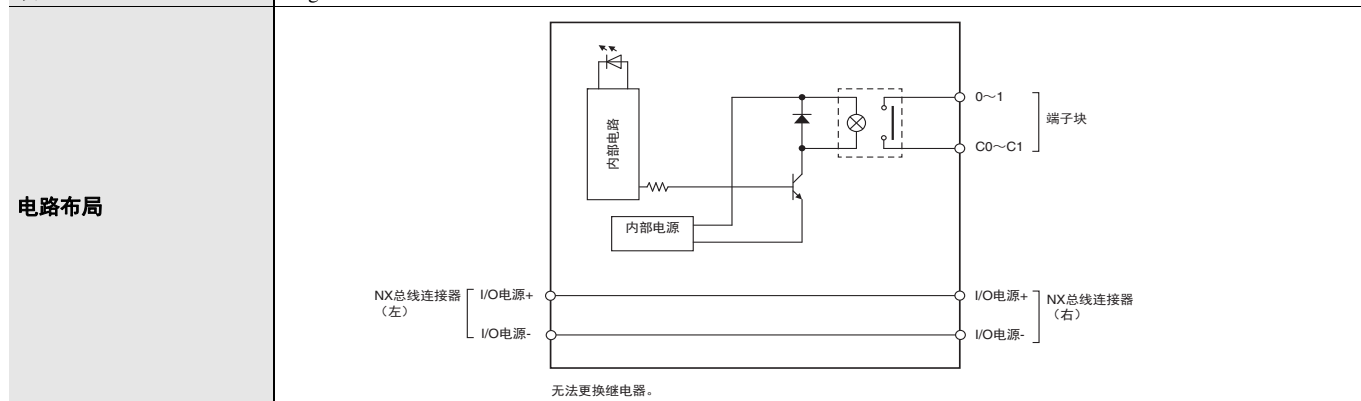 电路布局
内部电路
内部电源
0～1
C0～C1
端子块
NX总线连接器
（左）
I/O电源+
I/O电源-
I/O电源+
I/O电源-
NX总线连接器
（右）
无法更换继电器。